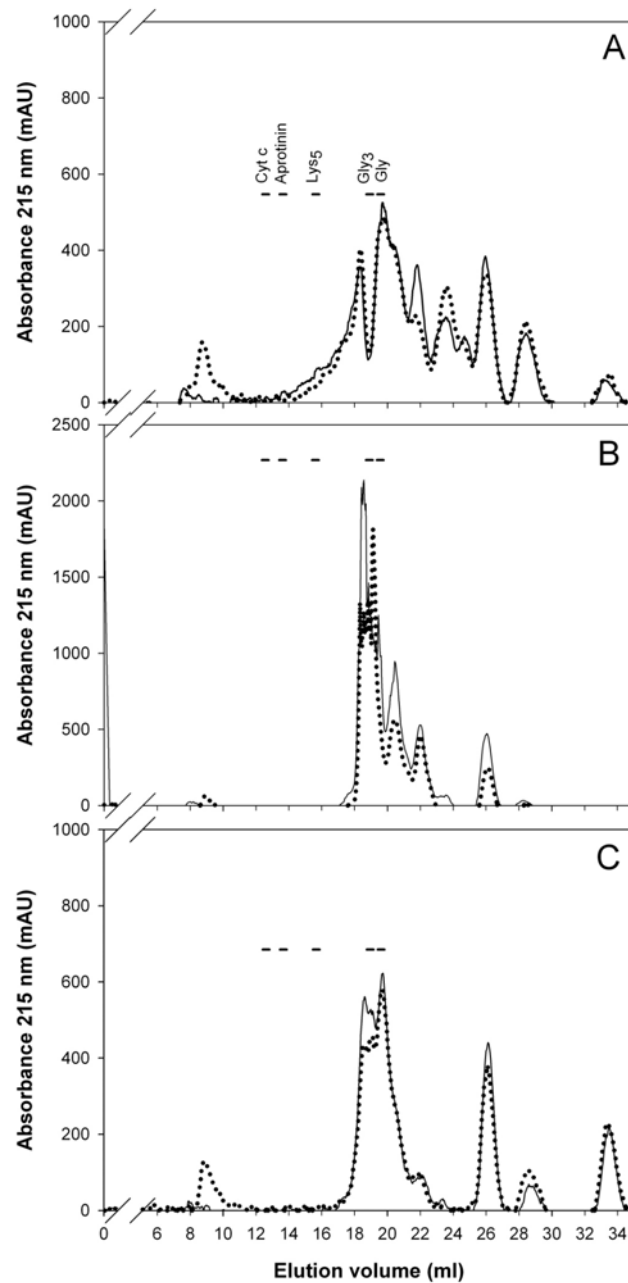 1000
800
600
400
200
0
Absorbance 215 nm (mAU)
A
Cyt c
Aprotinin
Lys5
Gly3
Gly
2500
2000
1500
1000
500
0
Absorbance 215 nm (mAU)
B
1000
800
600
400
200
0
Absorbance 215 nm (mAU)
C
0 6 8 10 12 14 16 18 20 22 24 26 28 30 32 34
Elution volume (ml)